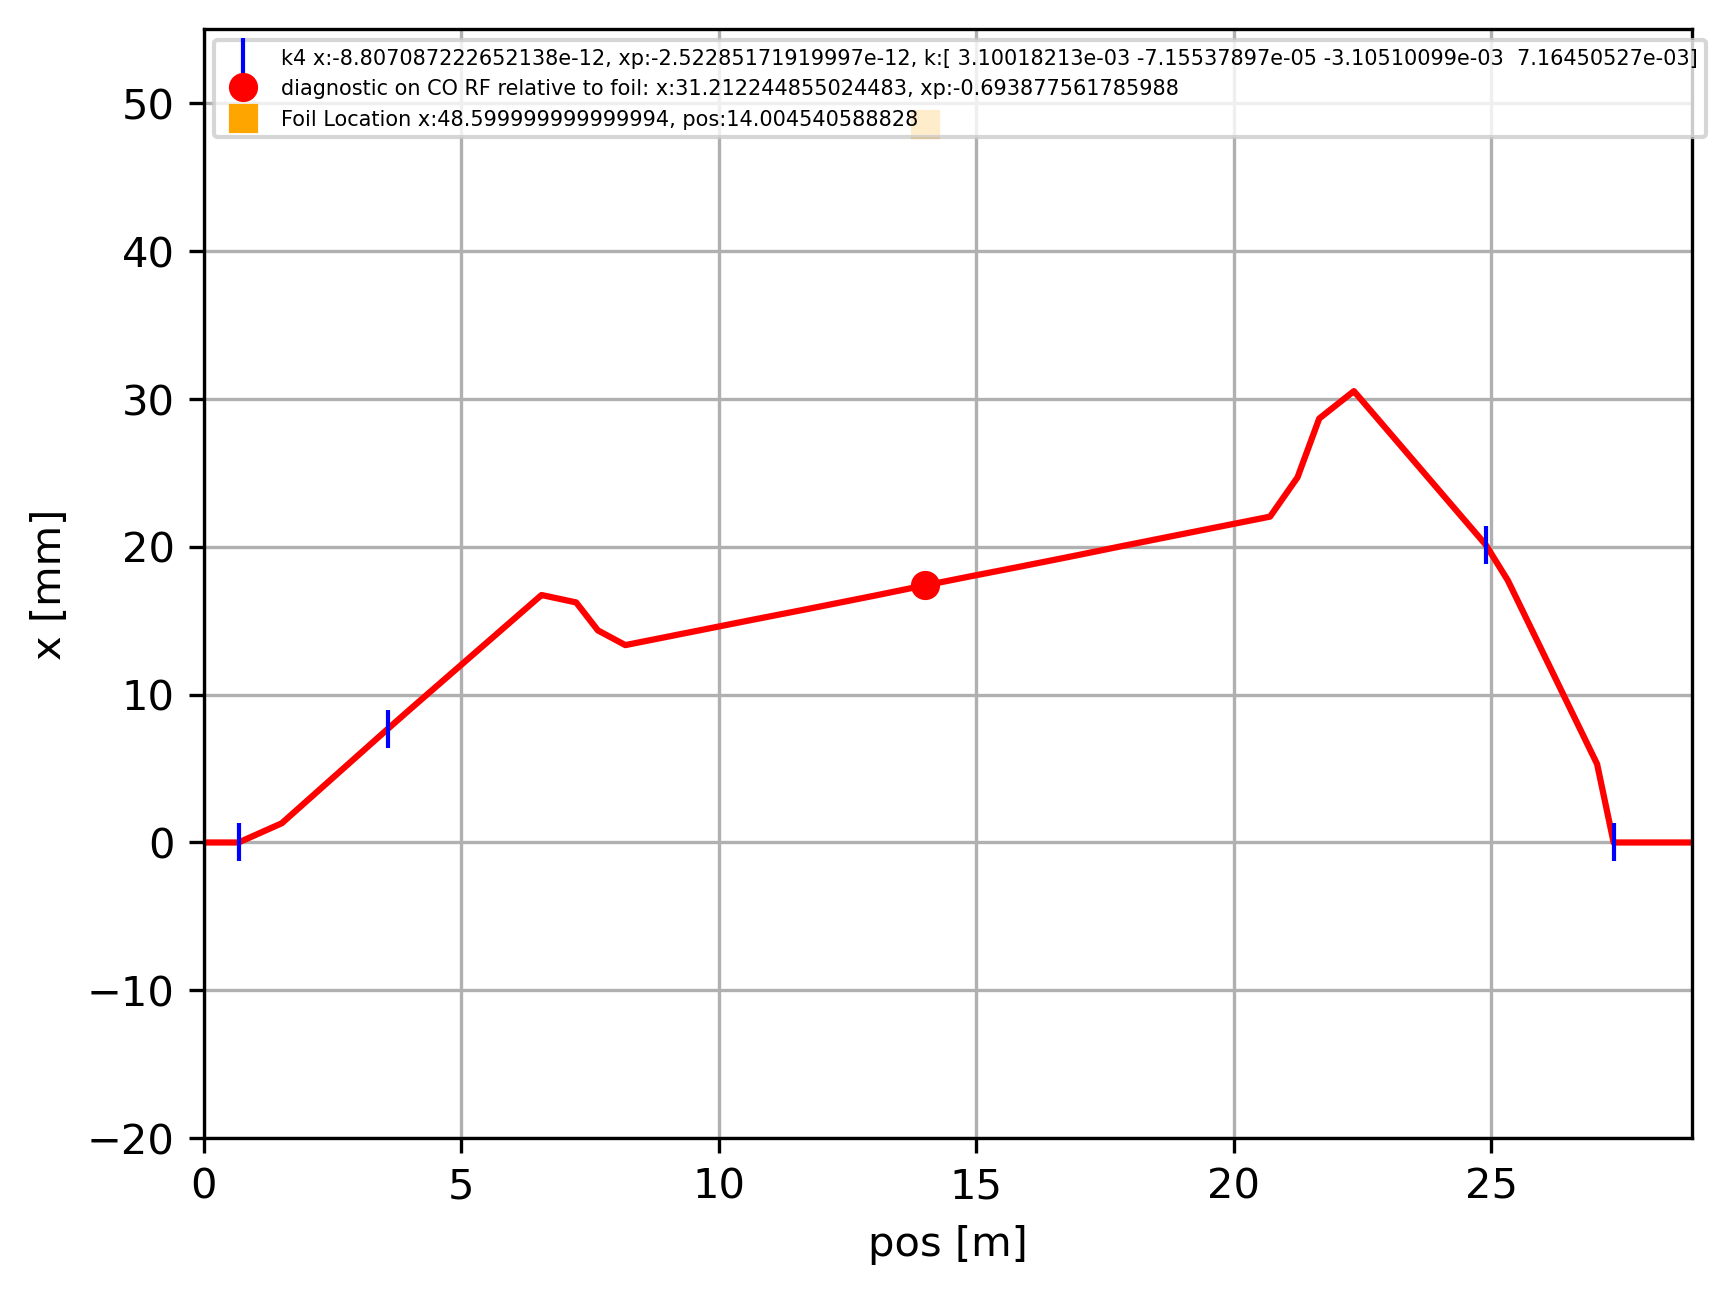 k4 x:-8.807087222652138e-12, xp:-2.52285171919997e-12, k:[ 3.10018213e-03 -7.15537897e-05 -3.10510099e-03  7.16450527e-03]
diagnostic on CO RF relative to foil: x:31.212244855024483, xp:-0.693877561785988
Foil Location x:48.599999999999994, pos:14.004540588828
50
40
30
20
10
0
−10
−20
x [mm]
0 5 10 15 20 25
pos [m]